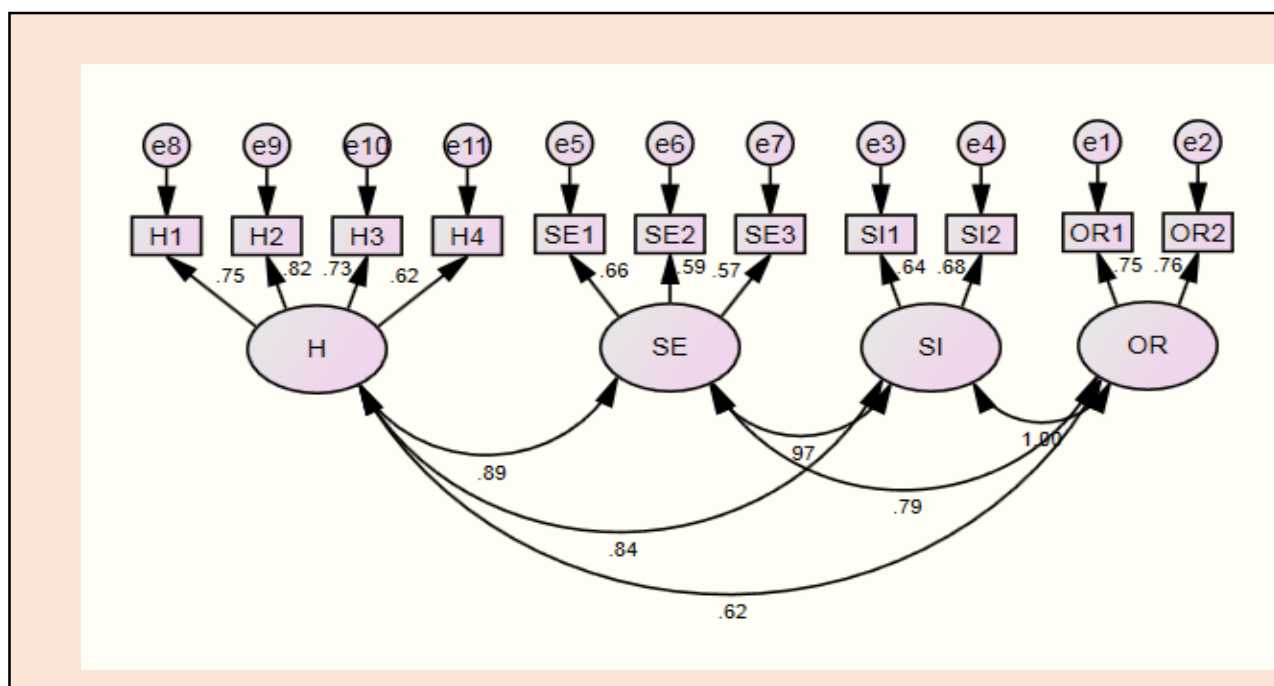 e8 e9 e10 e11 e5 e6 e7 e3 e4 e1 e2
H1 H2 H3 H4 SE1 SE2 SE3 SI1 SI2 OR1 OR2
.75 .82 .73 .62 .66 .59 .57 .64 .68 .75 .76
H SE SI OR
.89 .97 1.00
.79
.84
.62